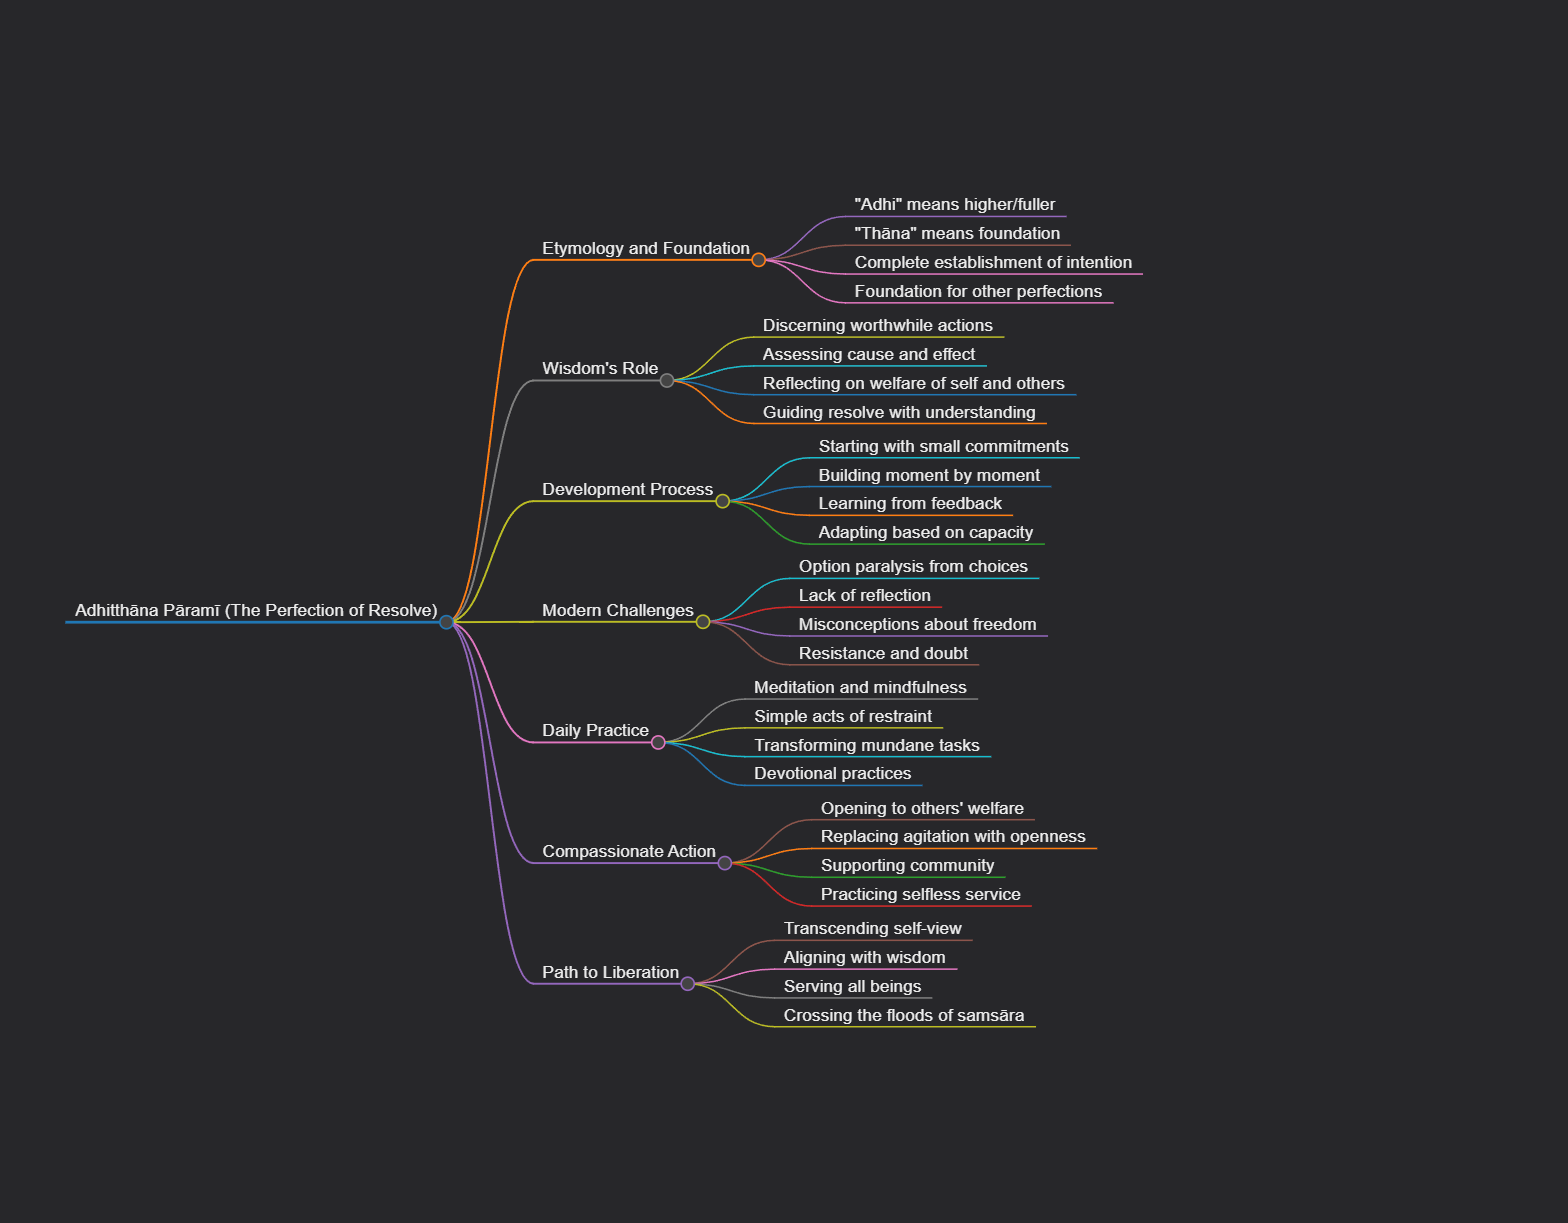 Adhitthāna Pāramī (The Perfection of Resolve)
Etymology and Foundation
"Adhi" means higher/fuller
"Thāna" means foundation
Complete establishment of intention
Foundation for other perfections
Wisdom's Role
Discerning worthwhile actions
Assessing cause and effect
Reflecting on welfare of self and others
Guiding resolve with understanding
Development Process
Starting with small commitments
Building moment by moment
Learning from feedback
Adapting based on capacity
Modern Challenges
Option paralysis from choices
Lack of reflection
Misconceptions about freedom
Resistance and doubt
Daily Practice
Meditation and mindfulness
Simple acts of restraint
Transforming mundane tasks
Devotional practices
Compassionate Action
Opening to others' welfare
Replacing agitation with openness
Supporting community
Practicing selfless service
Path to Liberation
Transcending self-view
Aligning with wisdom
Serving all beings
Crossing the floods of samsāra